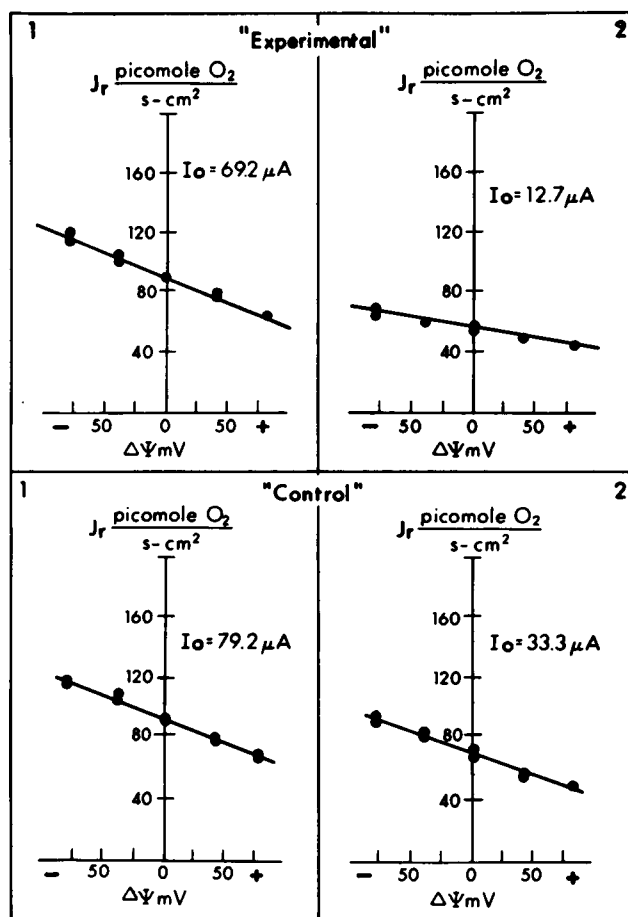 1 "Experimental" 2
Jr picomole O2 / s-cm2
160
120
80
40
Io = 69.2 μA
− 50 0 50 +
ΔΨmV
Jr picomole O2 / s-cm2
160
120
80
40
Io = 12.7 μA
− 50 0 50 +
ΔΨmV
1 "Control" 2
Jr picomole O2 / s-cm2
160
120
80
40
Io = 79.2 μA
− 50 0 50 +
ΔΨmV
Jr picomole O2 / s-cm2
160
120
80
40
Io = 33.3 μA
− 50 0 50 +
ΔΨmV